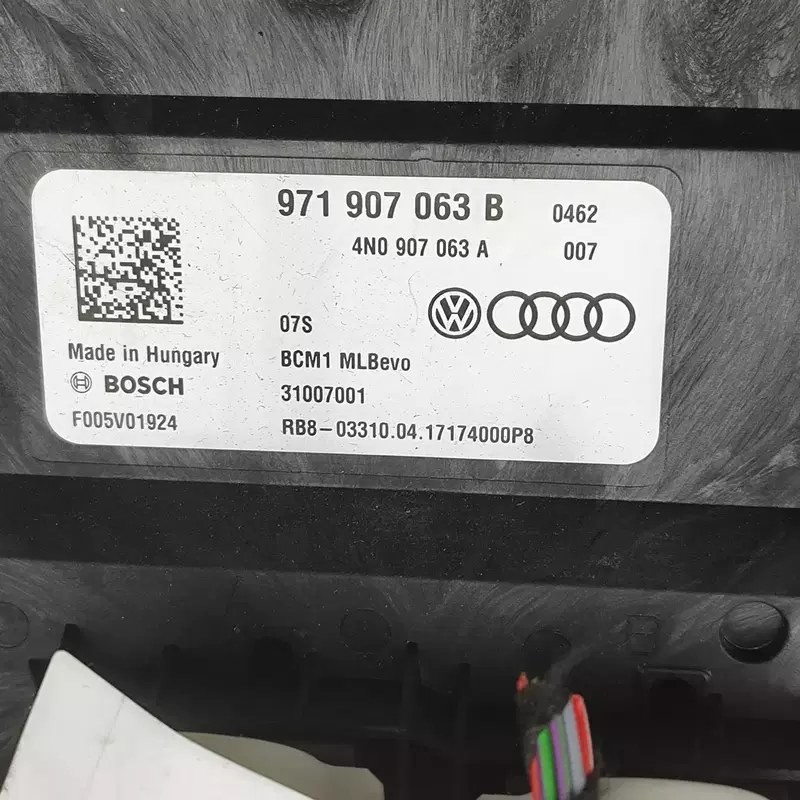 971 907 063 B 0462
4N0 907 063 A 007
07S
Made in Hungary BCM1 MLBevo
BOSCH 31007001
F005V01924 RB8-03310.04.17174000P8